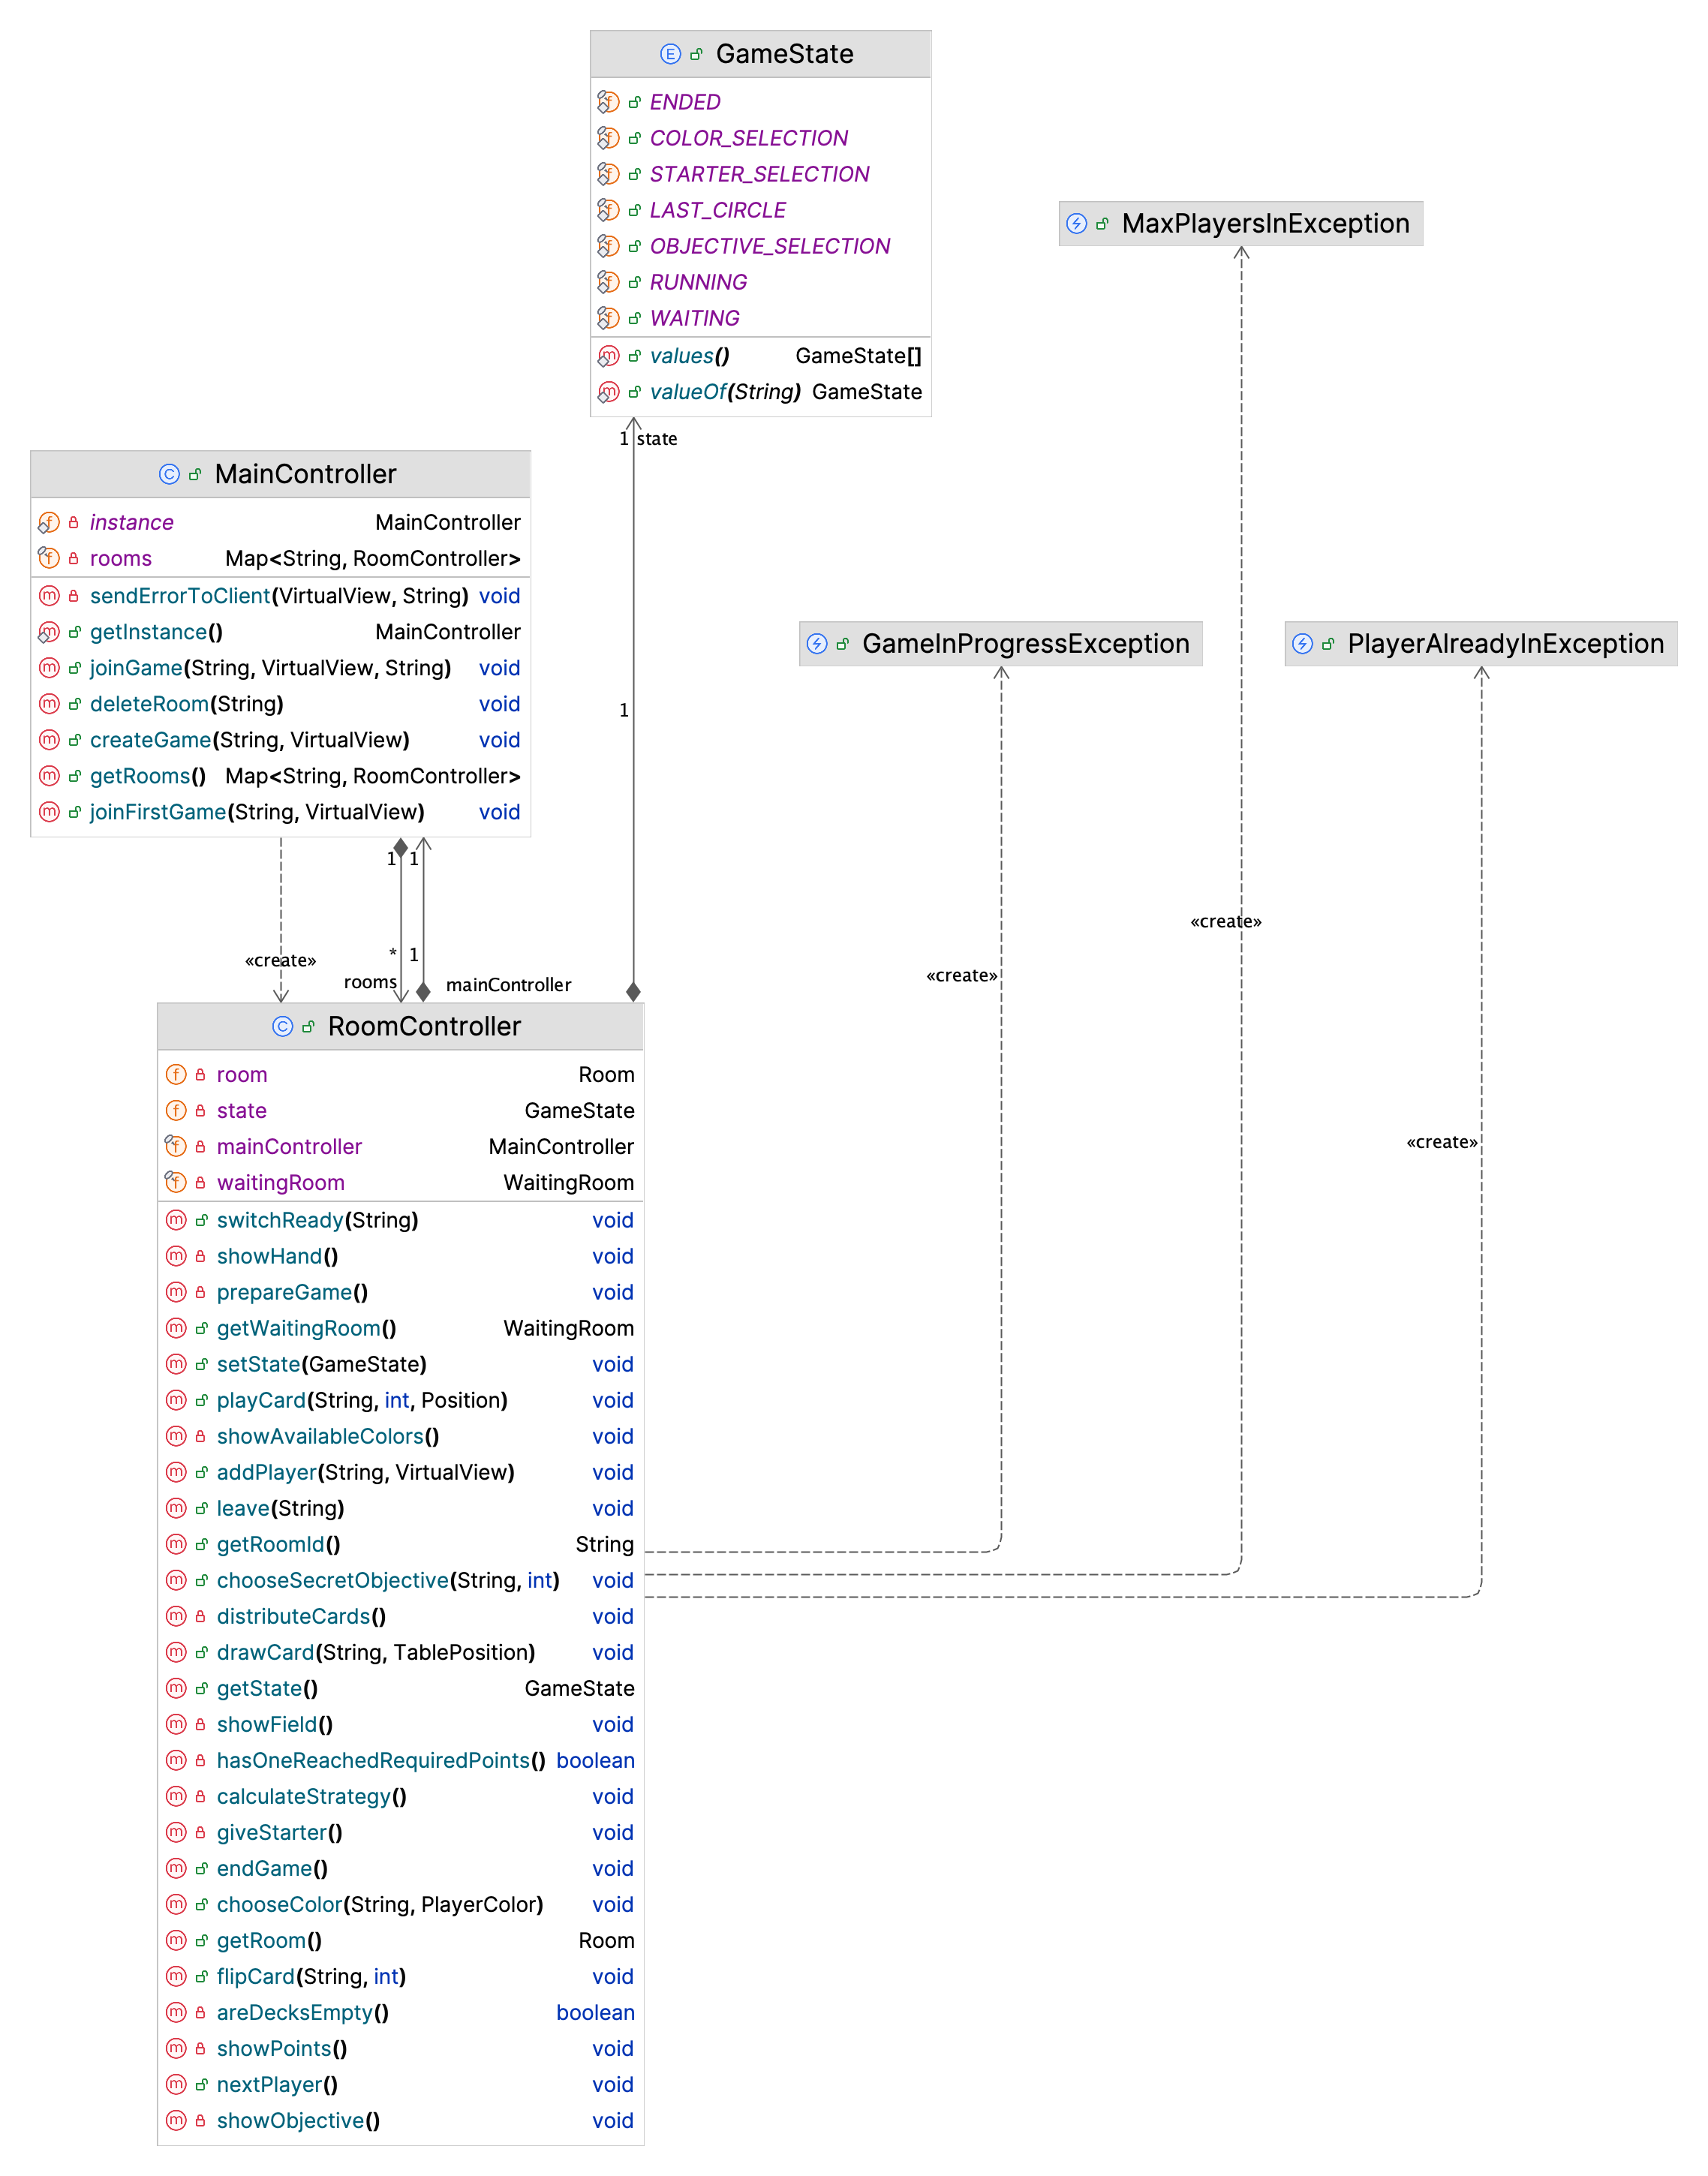 GameState
ENDED
COLOR_SELECTION
STARTER_SELECTION
LAST_CIRCLE
OBJECTIVE_SELECTION
RUNNING
WAITING
values() GameState[]
valueOf(String) GameState
1 state
MaxPlayersInException
MainController
instance MainController
rooms Map<String, RoomController>
sendErrorToClient(VirtualView, String) void
getInstance() MainController
joinGame(String, VirtualView, String) void
deleteRoom(String) void
createGame(String, VirtualView) void
getRooms() Map<String, RoomController>
joinFirstGame(String, VirtualView) void
GameInProgressException
PlayerAlreadyInException
1
1 1
«create»
* 1
rooms mainController
«create»
«create»
«create»
RoomController
room Room
state GameState
mainController MainController
waitingRoom WaitingRoom
switchReady(String) void
showHand() void
prepareGame() void
getWaitingRoom() WaitingRoom
setState(GameState) void
playCard(String, int, Position) void
showAvailableColors() void
addPlayer(String, VirtualView) void
leave(String) void
getRoomId() String
chooseSecretObjective(String, int) void
distributeCards() void
drawCard(String, TablePosition) void
getState() GameState
showField() void
hasOneReachedRequiredPoints() boolean
calculateStrategy() void
giveStarter() void
endGame() void
chooseColor(String, PlayerColor) void
getRoom() Room
flipCard(String, int) void
areDecksEmpty() boolean
showPoints() void
nextPlayer() void
showObjective() void